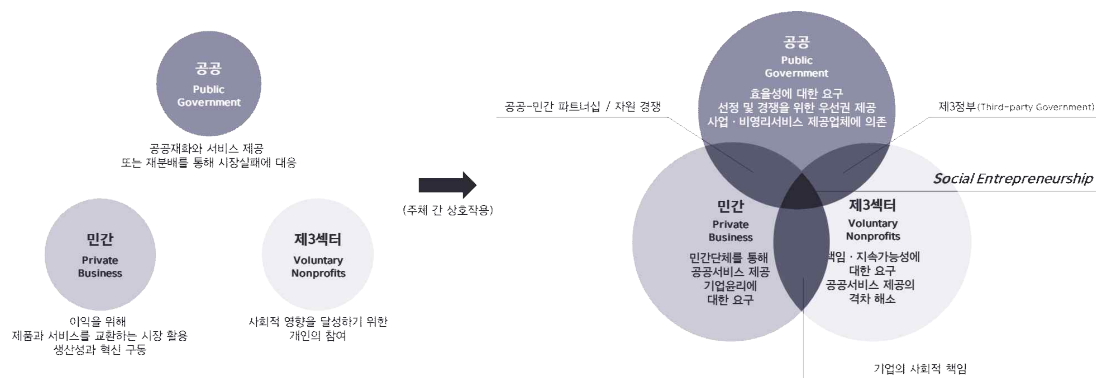 공공
Public
Government
공공재화와 서비스 제공
또는 재분배를 통해 시장실패에 대응
민간
Private
Business
이익을 위해
제품과 서비스를 교환하는 시장 활용
생산성과 혁신 구동
제3섹터
Voluntary
Nonprofits
사회적 영향을 달성하기 위한
개인의 참여
(주체 간 상호작용)
공공
Public
Government
효율성에 대한 요구
선정 및 경쟁을 위한 우선권 제공
사업·비영리서비스 제공업체에 의존
공공-민간 파트너십 / 자원 경쟁
제3정부(Third-party Government)
Social Entrepreneurship
민간
Private
Business
민간단체를 통해
공공서비스 제공
기업윤리에
대한 요구
제3섹터
Voluntary
Nonprofits
책임·지속가능성에
대한 요구
공공서비스 제공의
격차 해소
기업의 사회적 책임